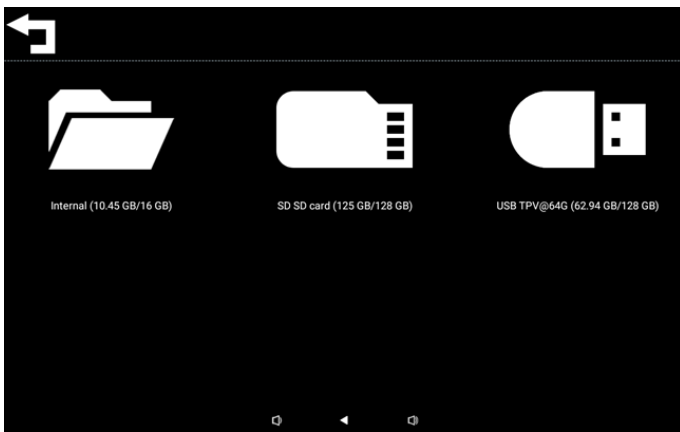 Internal (10.45 GB/16 GB)
SD SD card (125 GB/128 GB)
USB TPV@64G (62.94 GB/128 GB)